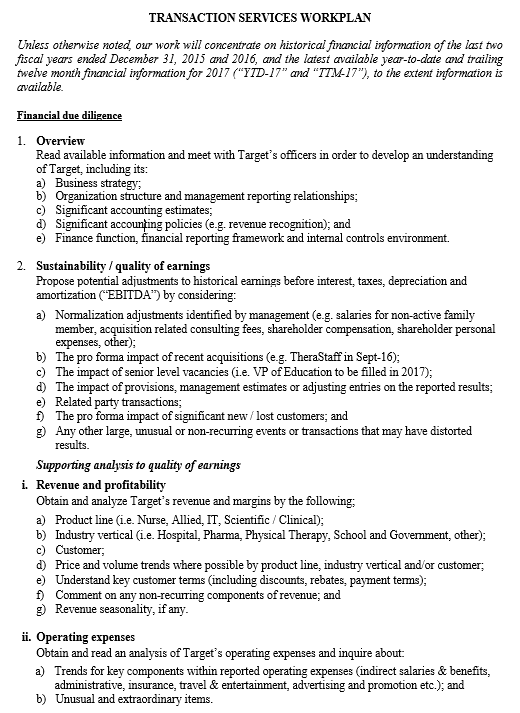 TRANSACTION SERVICES WORKPLAN
Unless otherwise noted, our work will concentrate on historical financial information of the last two
fiscal years ended December 31, 2015 and 2016, and the latest available year-to-date and trailing
twelve month financial information for 2017 (“YTD-17” and “TTM-17”), to the extent information is
available.
Financial due diligence
1. Overview
Read available information and meet with Target’s officers in order to develop an understanding
of Target, including its:
a) Business strategy;
b) Organization structure and management reporting relationships;
c) Significant accounting estimates;
d) Significant accounting policies (e.g. revenue recognition); and
e) Finance function, financial reporting framework and internal controls environment.
2. Sustainability / quality of earnings
Propose potential adjustments to historical earnings before interest, taxes, depreciation and
amortization (“EBITDA”) by considering:
a) Normalization adjustments identified by management (e.g. salaries for non-active family
member, acquisition related consulting fees, shareholder compensation, shareholder personal
expenses, other);
b) The pro forma impact of recent acquisitions (e.g. TheraStaff in Sept-16);
c) The impact of senior level vacancies (i.e. VP of Education to be filled in 2017);
d) The impact of provisions, management estimates or adjusting entries on the reported results;
e) Related party transactions;
f) The pro forma impact of significant new / lost customers; and
g) Any other large, unusual or non-recurring events or transactions that may have distorted
results.
Supporting analysis to quality of earnings
i. Revenue and profitability
Obtain and analyze Target’s revenue and margins by the following;
a) Product line (i.e. Nurse, Allied, IT, Scientific / Clinical);
b) Industry vertical (i.e. Hospital, Pharma, Physical Therapy, School and Government, other);
c) Customer;
d) Price and volume trends where possible by product line, industry vertical and/or customer;
e) Understand key customer terms (including discounts, rebates, payment terms);
f) Comment on any non-recurring components of revenue; and
g) Revenue seasonality, if any.
ii. Operating expenses
Obtain and read an analysis of Target’s operating expenses and inquire about:
a) Trends for key components within reported operating expenses (indirect salaries & benefits,
administrative, insurance, travel & entertainment, advertising and promotion etc.); and
b) Unusual and extraordinary items.